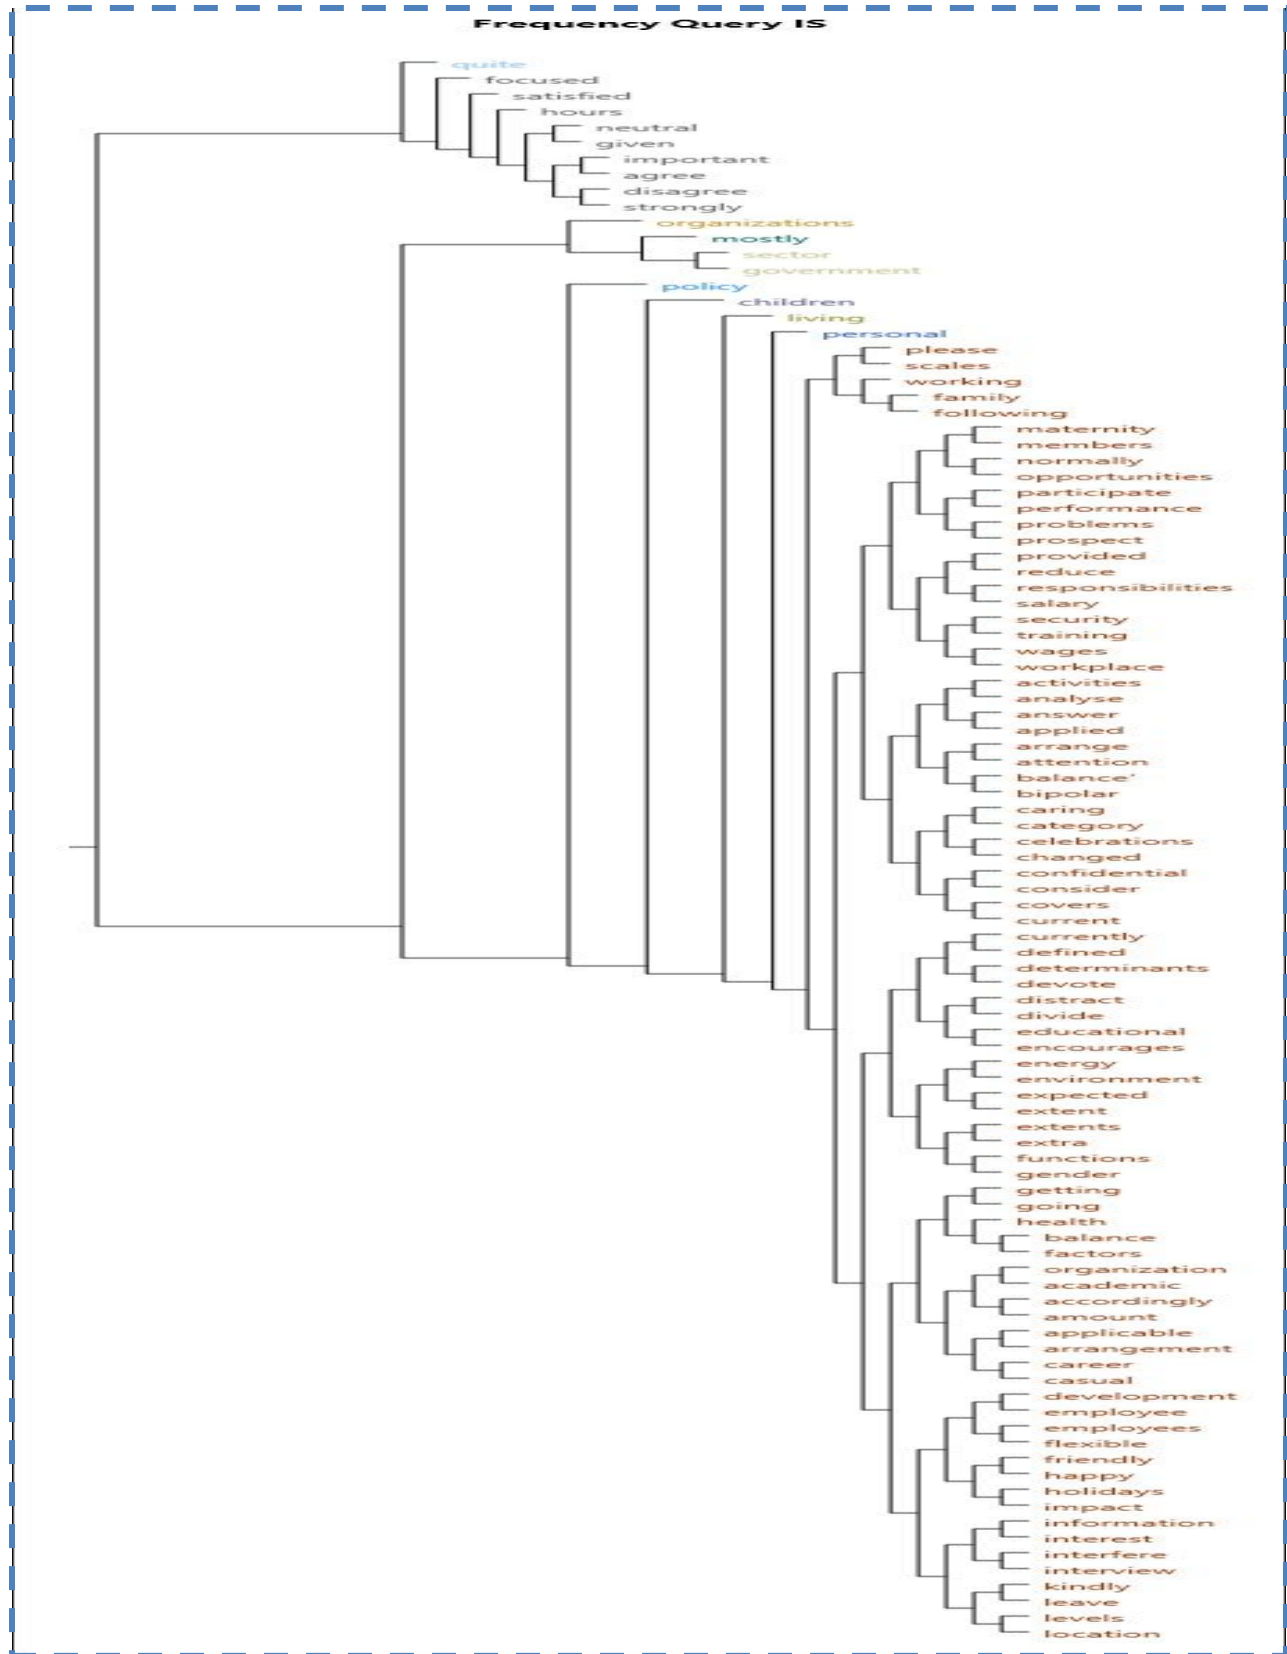 Frequency Query IS
quite
focused
satisfied
hours
neutral
given
important
agree
disagree
strongly
organizations
mostly
sector
government
policy
children
living
personal
please
scales
working
family
following
maternity
members
normally
opportunities
participate
performance
problems
prospect
provided
reduce
responsibilities
salary
security
training
wages
workplace
activities
analyse
answer
applied
arrange
attention
balance'
bipolar
caring
category
celebrations
changed
confidential
consider
covers
current
currently
defined
determinants
devote
distract
divide
educational
encourages
energy
environment
expected
extent
extents
extra
functions
gender
getting
going
health
balance
factors
organization
academic
accordingly
amount
applicable
arrangement
career
casual
development
employee
employees
flexible
friendly
happy
holidays
impact
information
interest
interfere
interview
kindly
leave
levels
location